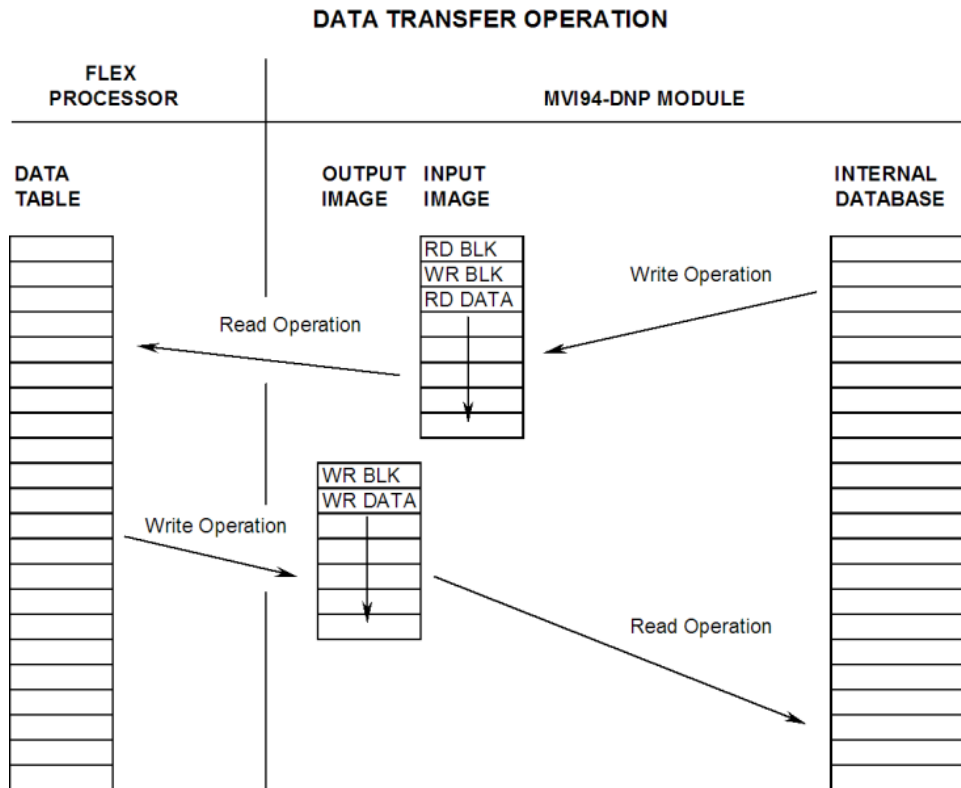 DATA TRANSFER OPERATION
FLEX
PROCESSOR
MVI94-DNP MODULE
DATA
TABLE
OUTPUT
IMAGE
INPUT
IMAGE
INTERNAL
DATABASE
RD BLK
WR BLK
RD DATA
Write Operation
Read Operation
WR BLK
WR DATA
Write Operation
Read Operation